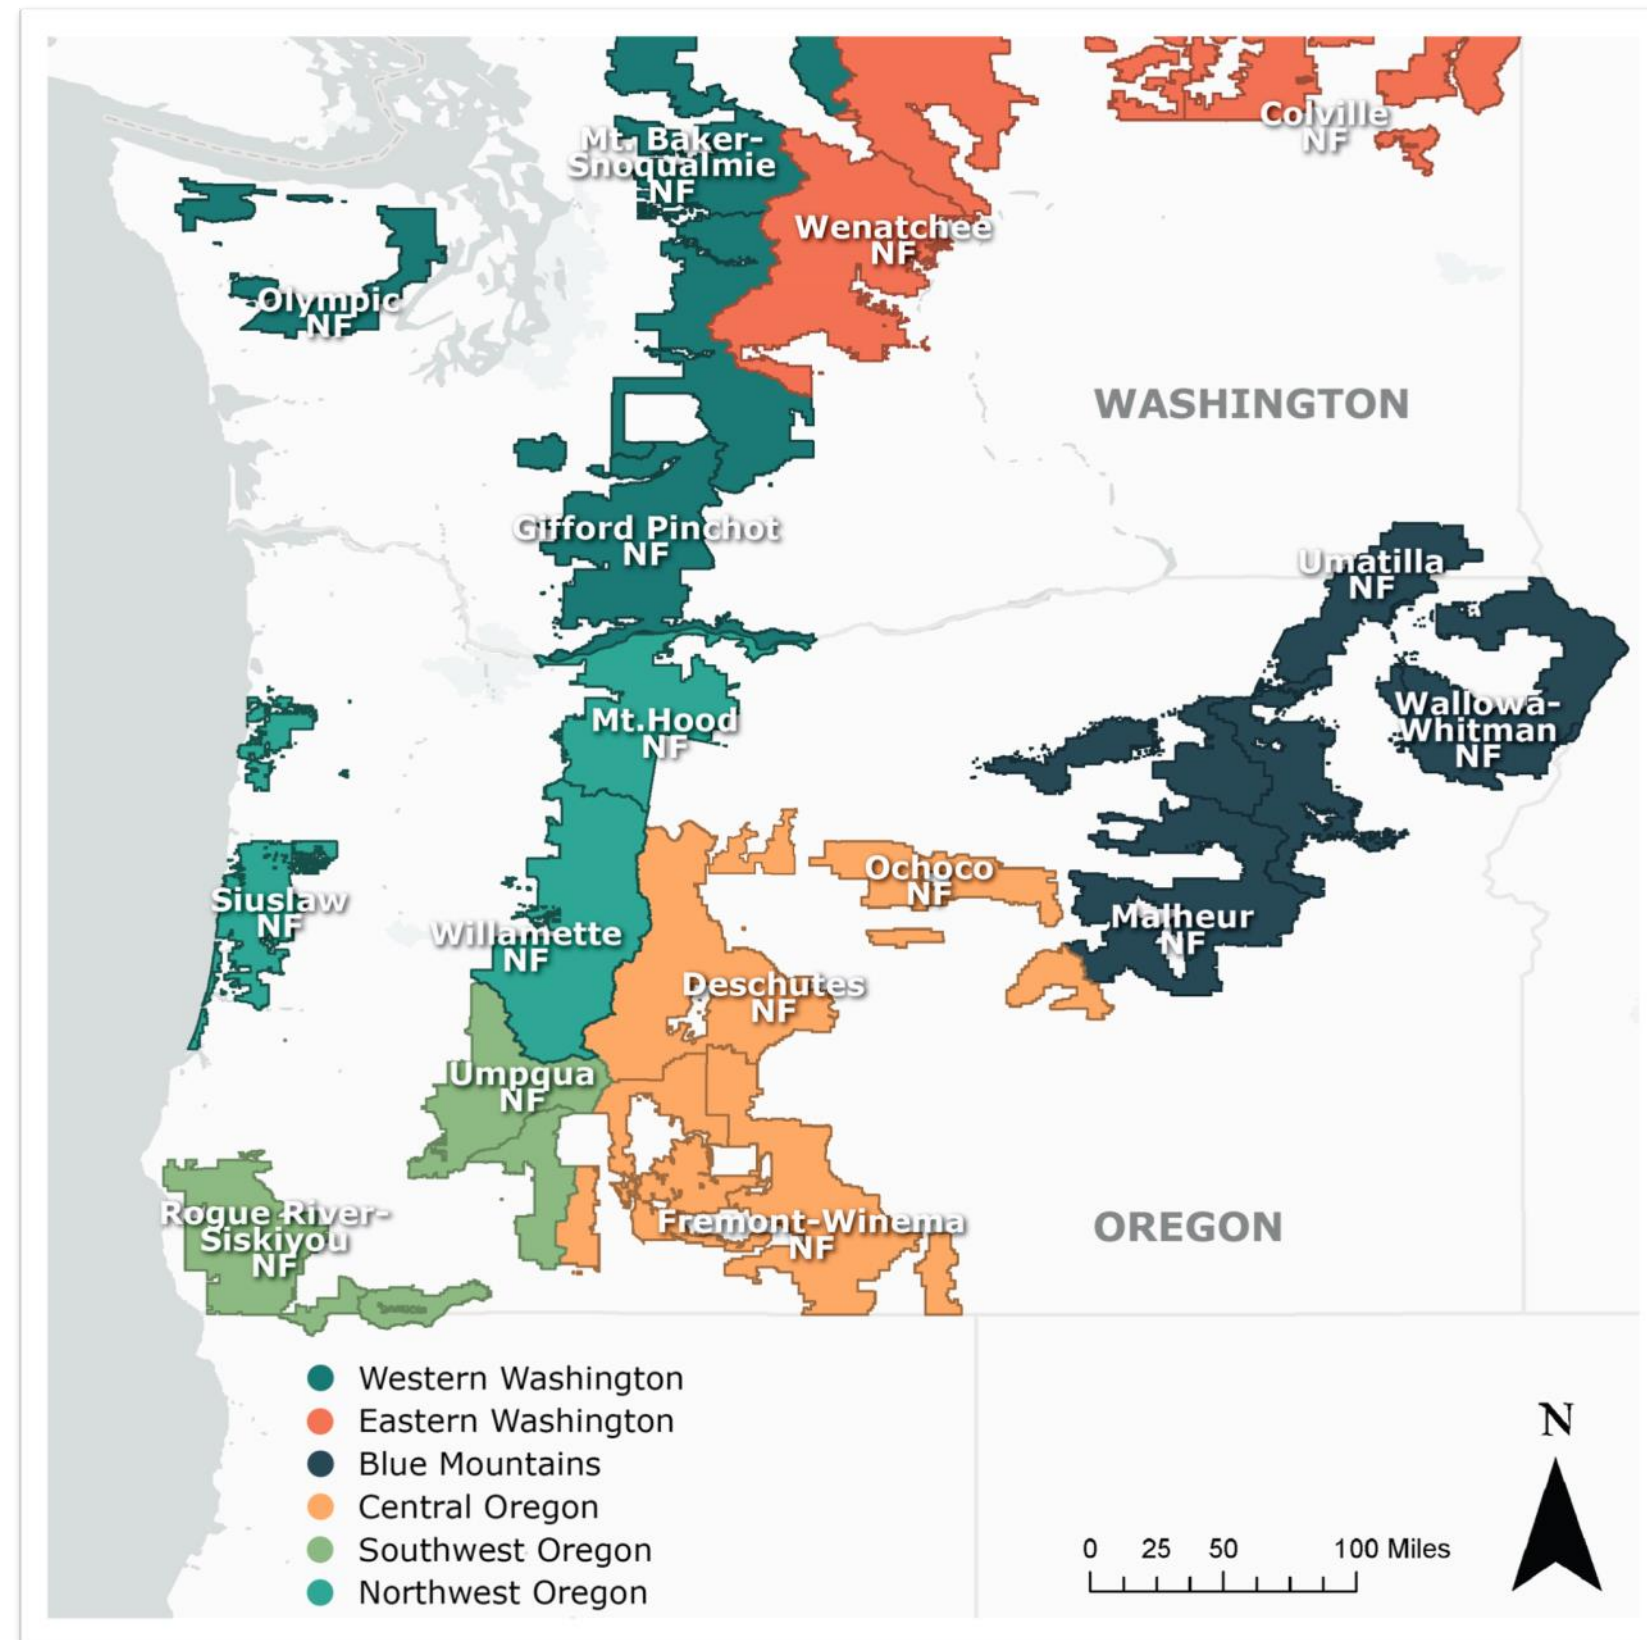 Mt. Baker-
Snoqualmie
NF
Colville
NF
Wenatchee
NF
Olympic
NF
WASHINGTON
Gifford Pinchot
NF
Umatilla
NF
Wallowa-
Whitman
NF
Mt.Hood
NF
Ochoco
NF
Siuslaw
NF
Malheur
NF
Willamette
NF
Deschutes
NF
Umpqua
NF
Rogue River-
Siskiyou
NF
Fremont-Winema
NF
OREGON
Western Washington
Eastern Washington
Blue Mountains
Central Oregon
Southwest Oregon
Northwest Oregon
N
0 25 50 100 Miles